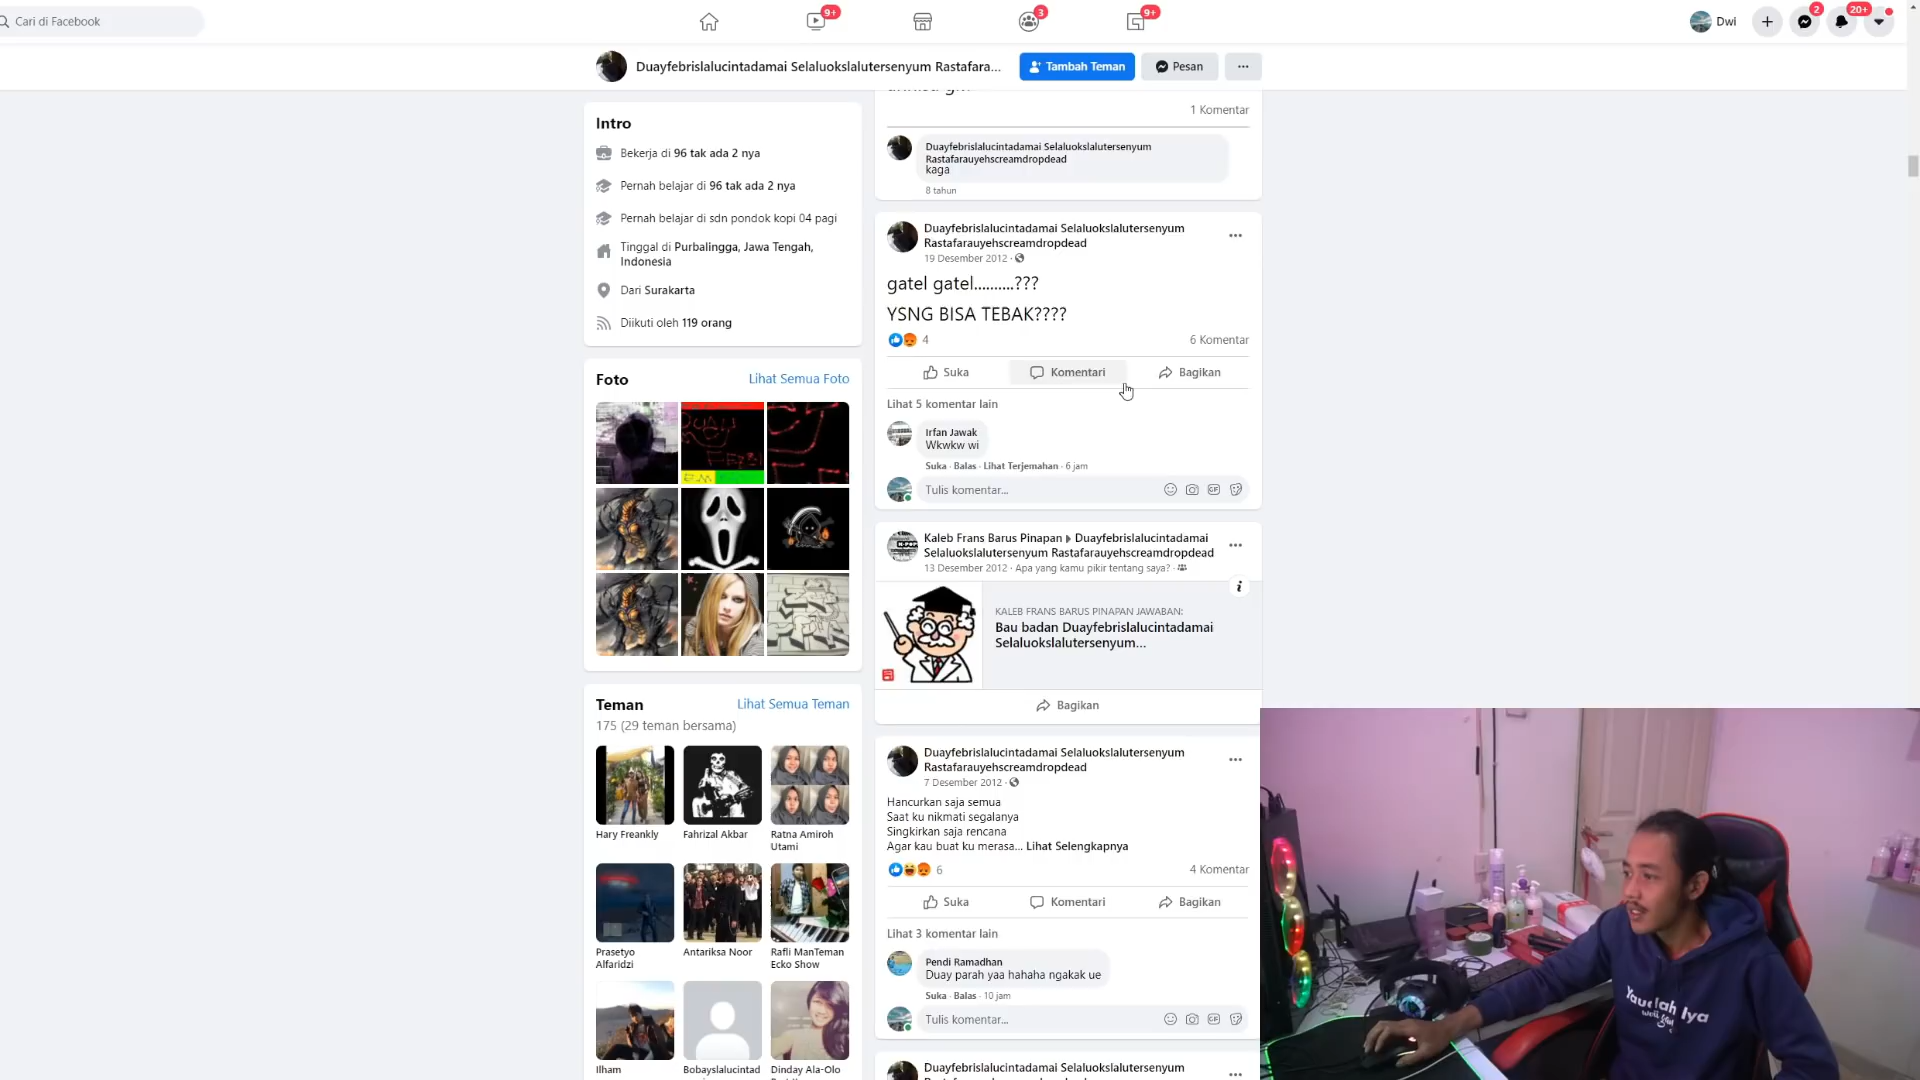 Cari di Facebook
9+
3
9+
Dwi
2
20+
Duayfebrislalucintadamai Selaluokslalutersenyum Rastafara...
Tambah Teman
Pesan
Intro
Bekerja di 96 tak ada 2 nya
Pernah belajar di 96 tak ada 2 nya
Pernah belajar di sdn pondok kopi 04 pagi
Tinggal di Purbalingga, Jawa Tengah,
Indonesia
Dari Surakarta
Diikuti oleh 119 orang
Foto
Lihat Semua Foto
Teman
Lihat Semua Teman
175 (29 teman bersama)
Hary Freankly
Fahrizal Akbar
Ratna Amiroh
Utami
Prasetyo
Alfaridzi
Antariksa Noor
Rafli ManTeman
Ecko Show
Ilham
Bobayslalucintad
Dinday Ala-Olo
1 Komentar
Duayfebrislalucintadamai Selaluokslalutersenyum
Rastafarauyehscreamdropdead
kaga
8 tahun
Duayfebrislalucintadamai Selaluokslalutersenyum
Rastafarauyehscreamdropdead
19 Desember 2012 ·
gatel gatel..........???
YSNG BISA TEBAK????
4
6 Komentar
Suka
Komentari
Bagikan
Lihat 5 komentar lain
Irfan Jawak
Wkwkw wi
Suka · Balas · Lihat Terjemahan · 6 jam
Tulis komentar...
Kaleb Frans Barus Pinapan Duayfebrislalucintadamai
Selaluokslalutersenyum Rastafarauyehscreamdropdead
13 Desember 2012 · Apa yang kamu pikir tentang saya? ·
KALEB FRANS BARUS PINAPAN JAWABAN:
Bau badan Duayfebrislalucintadamai
Selaluokslalutersenyum...
Bagikan
Duayfebrislalucintadamai Selaluokslalutersenyum
Rastafarauyehscreamdropdead
7 Desember 2012 ·
Hancurkan saja semua
Saat ku nikmati segalanya
Singkirkan saja rencana
Agar kau buat ku merasa... Lihat Selengkapnya
6
4 Komentar
Suka
Komentari
Bagikan
Lihat 3 komentar lain
Pendi Ramadhan
Duay parah yaa hahaha ngakak ue
Suka · Balas · 10 jam
Tulis komentar...
Duayfebrislalucintadamai Selaluokslalutersenyum